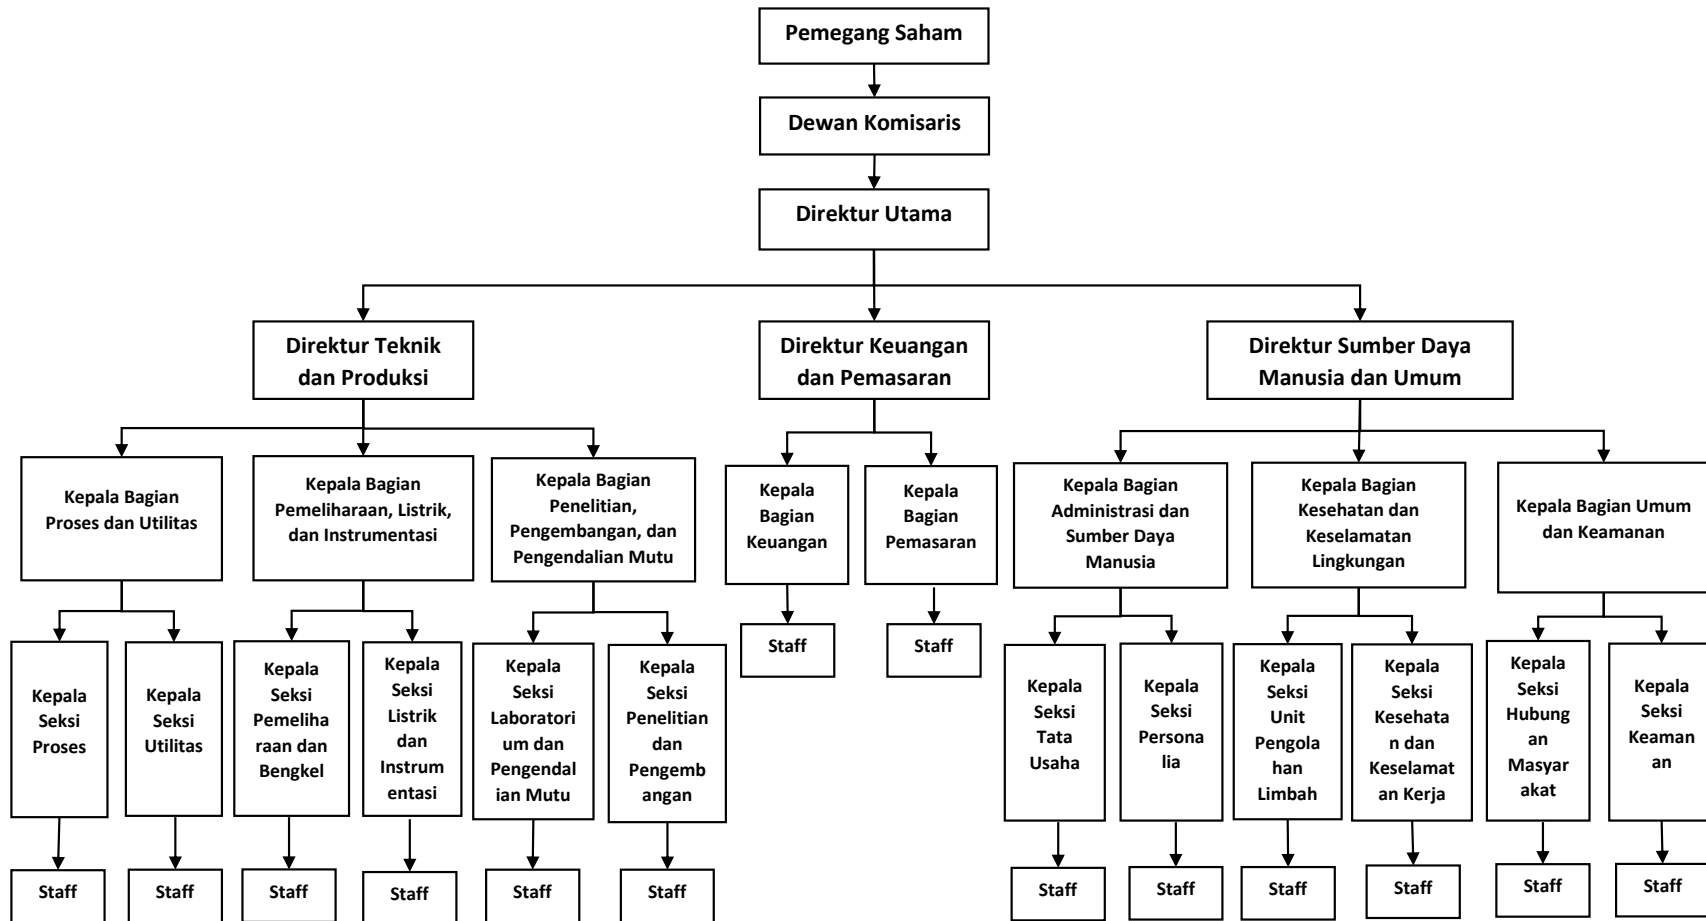 Pemegang Saham
Dewan Komisaris
Direktur Utama
Direktur Teknik
dan Produksi
Direktur Keuangan
dan Pemasaran
Direktur Sumber Daya
Manusia dan Umum
Kepala Bagian
Proses dan Utilitas
Kepala Bagian
Pemeliharaan, Listrik,
dan Instrumentasi
Kepala Bagian
Penelitian,
Pengembangan, dan
Pengendalian Mutu
Kepala
Bagian
Keuangan
Kepala
Bagian
Pemasaran
Kepala Bagian
Administrasi dan
Sumber Daya
Manusia
Kepala Bagian
Kesehatan dan
Keselamatan
Lingkungan
Kepala Bagian Umum
dan Keamanan
Kepala
Seksi
Proses
Kepala
Seksi
Utilitas
Kepala
Seksi
Pemeliha
raan dan
Bengkel
Kepala
Seksi
Listrik
dan
Instrum
entasi
Kepala
Seksi
Laboratori
um dan
Pengendal
ian Mutu
Kepala
Seksi
Penelitian
dan
Pengemb
angan
Staff
Staff
Kepala
Seksi
Tata
Usaha
Kepala
Seksi
Persona
lia
Kepala
Seksi
Unit
Pengola
han
Limbah
Kepala
Seksi
Kesehata
n dan
Keselamat
an Kerja
Kepala
Seksi
Hubung
an
Masyar
akat
Kepala
Seksi
Keaman
an
Staff
Staff
Staff
Staff
Staff
Staff
Staff
Staff
Staff
Staff
Staff
Staff